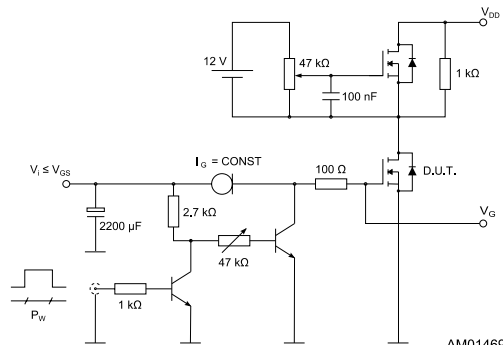 V_DD
12 V
47 kΩ
1 kΩ
100 nF
I_G = CONST
V_i ≤ V_GS
100 Ω
D.U.T.
2.7 kΩ
2200 μF
V_G
47 kΩ
1 kΩ
P_W